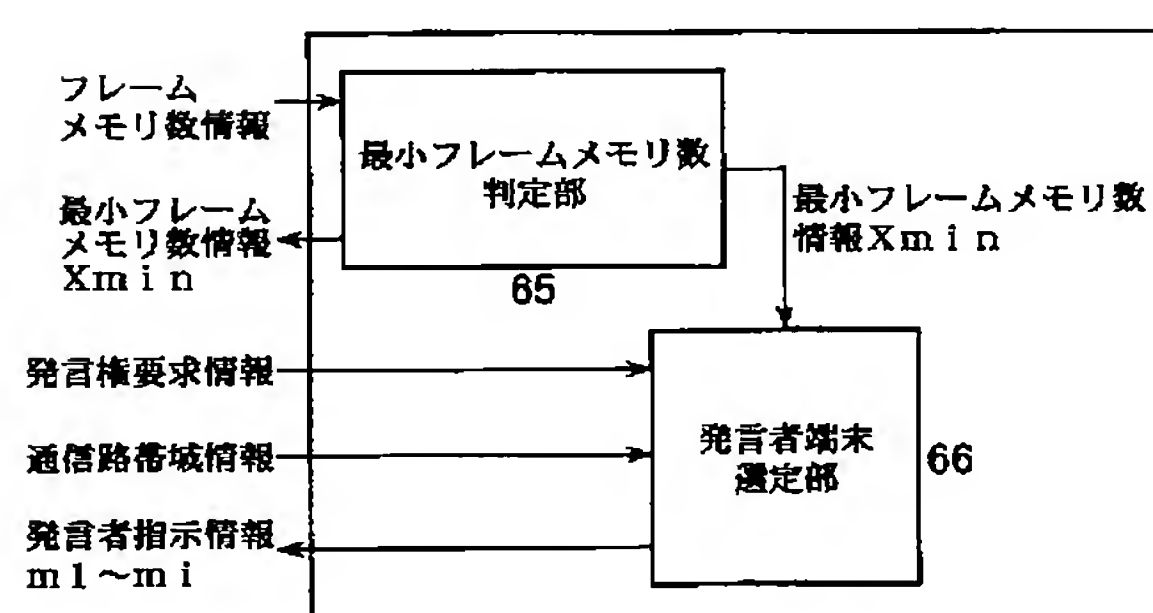 フレーム
メモリ数情報
最小フレームメモリ数
判定部
最小フレーム
メモリ数情報
Xmin
65
最小フレームメモリ数
情報Xmin
発言権要求情報
通信路帯域情報
発言者端末
選定部
66
発言者指示情報
m1～mi